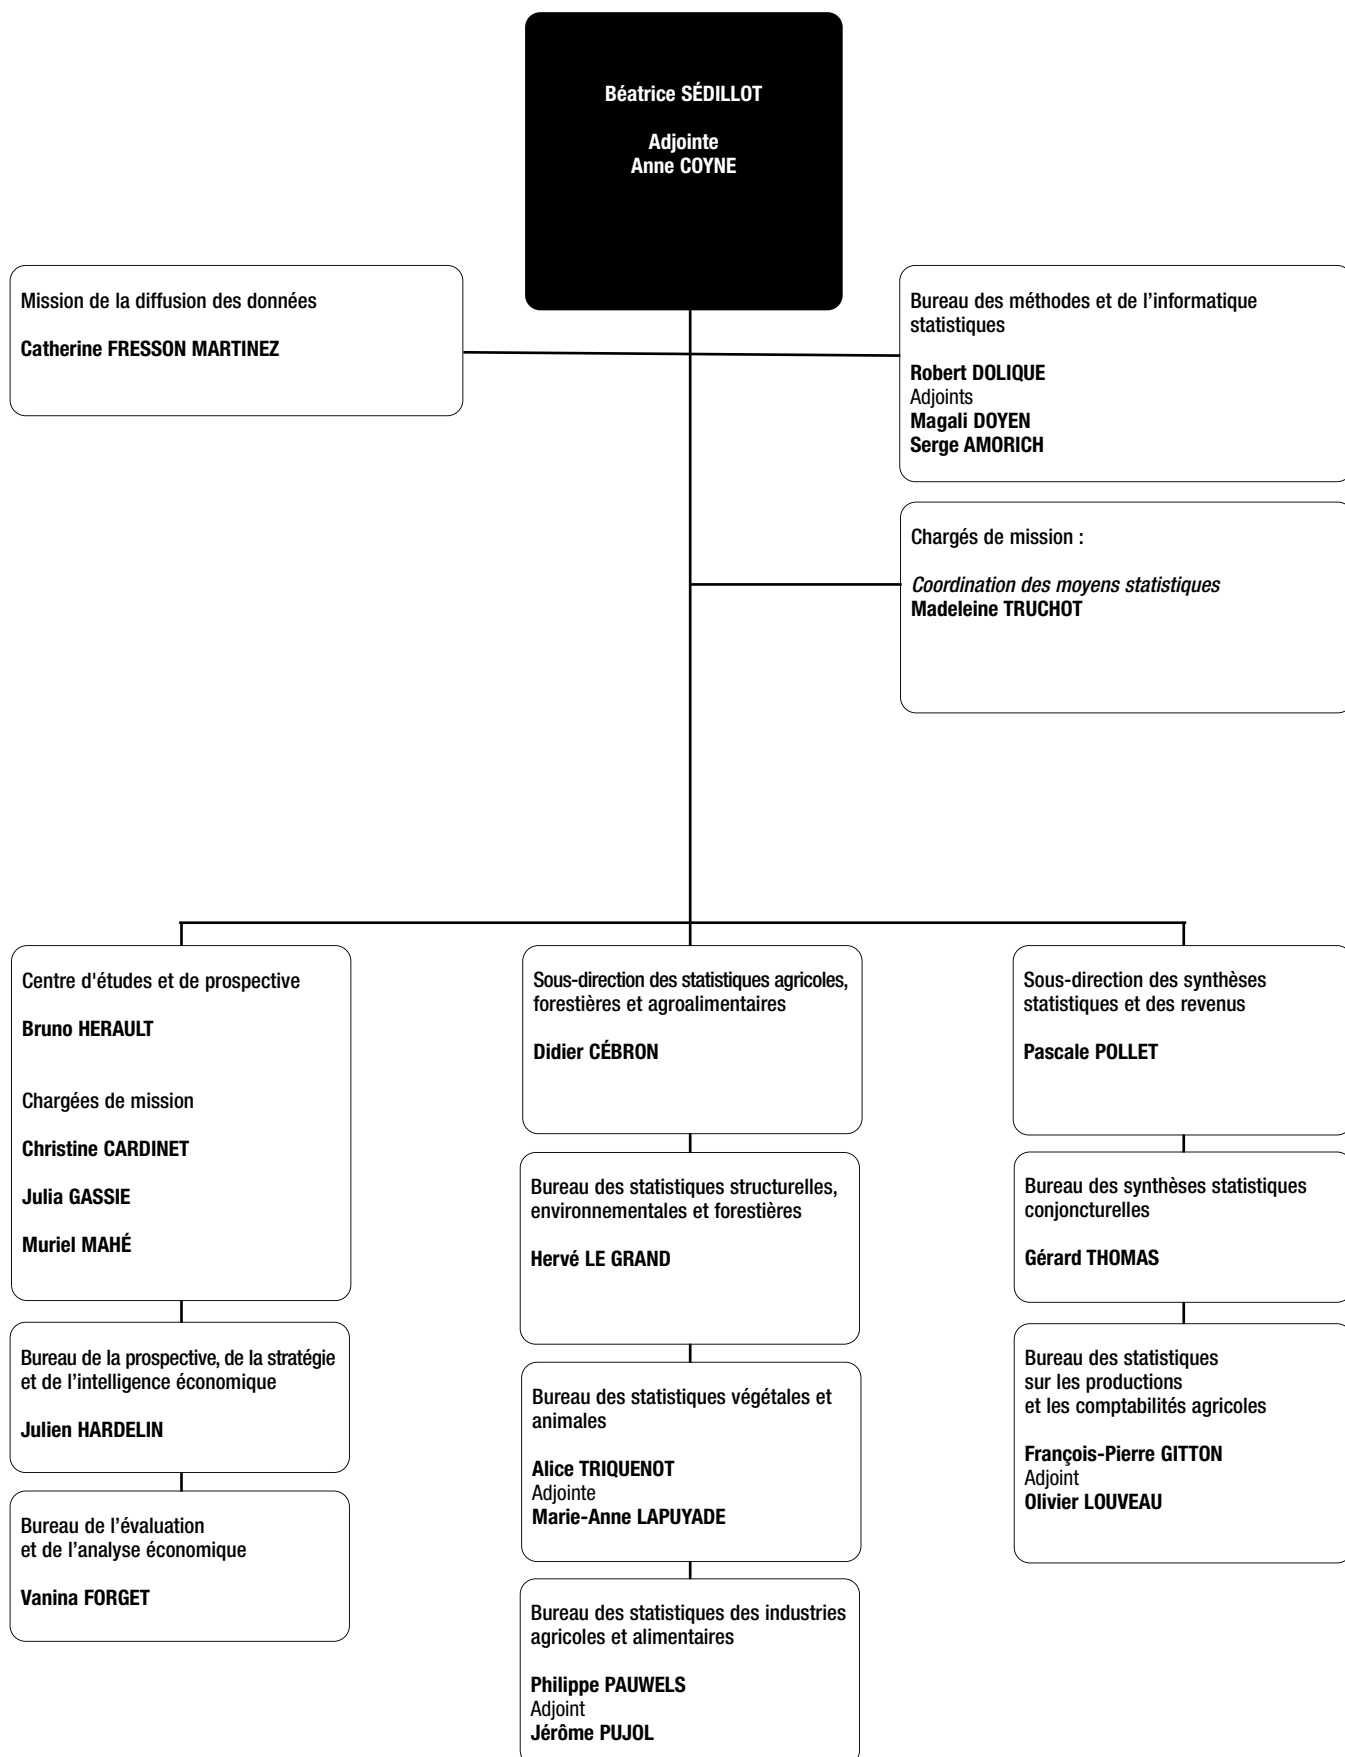 Béatrice SÉDILLOT
Adjointe
Anne COYNE
Mission de la diffusion des données
Catherine FRESSON MARTINEZ
Bureau des méthodes et de l’informatique
statistiques
Robert DOLIQUE
Adjoints
Magali DOYEN
Serge AMORICH
Chargés de mission :
Coordination des moyens statistiques
Madeleine TRUCHOT
Centre d'études et de prospective
Bruno HERAULT
Chargées de mission
Christine CARDINET
Julia GASSIE
Muriel MAHÉ
Bureau de la prospective, de la stratégie
et de l’intelligence économique
Julien HARDELIN
Bureau de l’évaluation
et de l’analyse économique
Vanina FORGET
Sous-direction des statistiques agricoles,
forestières et agroalimentaires
Didier CÉBRON
Bureau des statistiques structurelles,
environnementales et forestières
Hervé LE GRAND
Bureau des statistiques végétales et
animales
Alice TRIQUENOT
Adjointe
Marie-Anne LAPUYADE
Bureau des statistiques des industries
agricoles et alimentaires
Philippe PAUWELS
Adjoint
Jérôme PUJOL
Sous-direction des synthèses
statistiques et des revenus
Pascale POLLET
Bureau des synthèses statistiques
conjoncturelles
Gérard THOMAS
Bureau des statistiques
sur les productions
et les comptabilités agricoles
François-Pierre GITTON
Adjoint
Olivier LOUVEAU